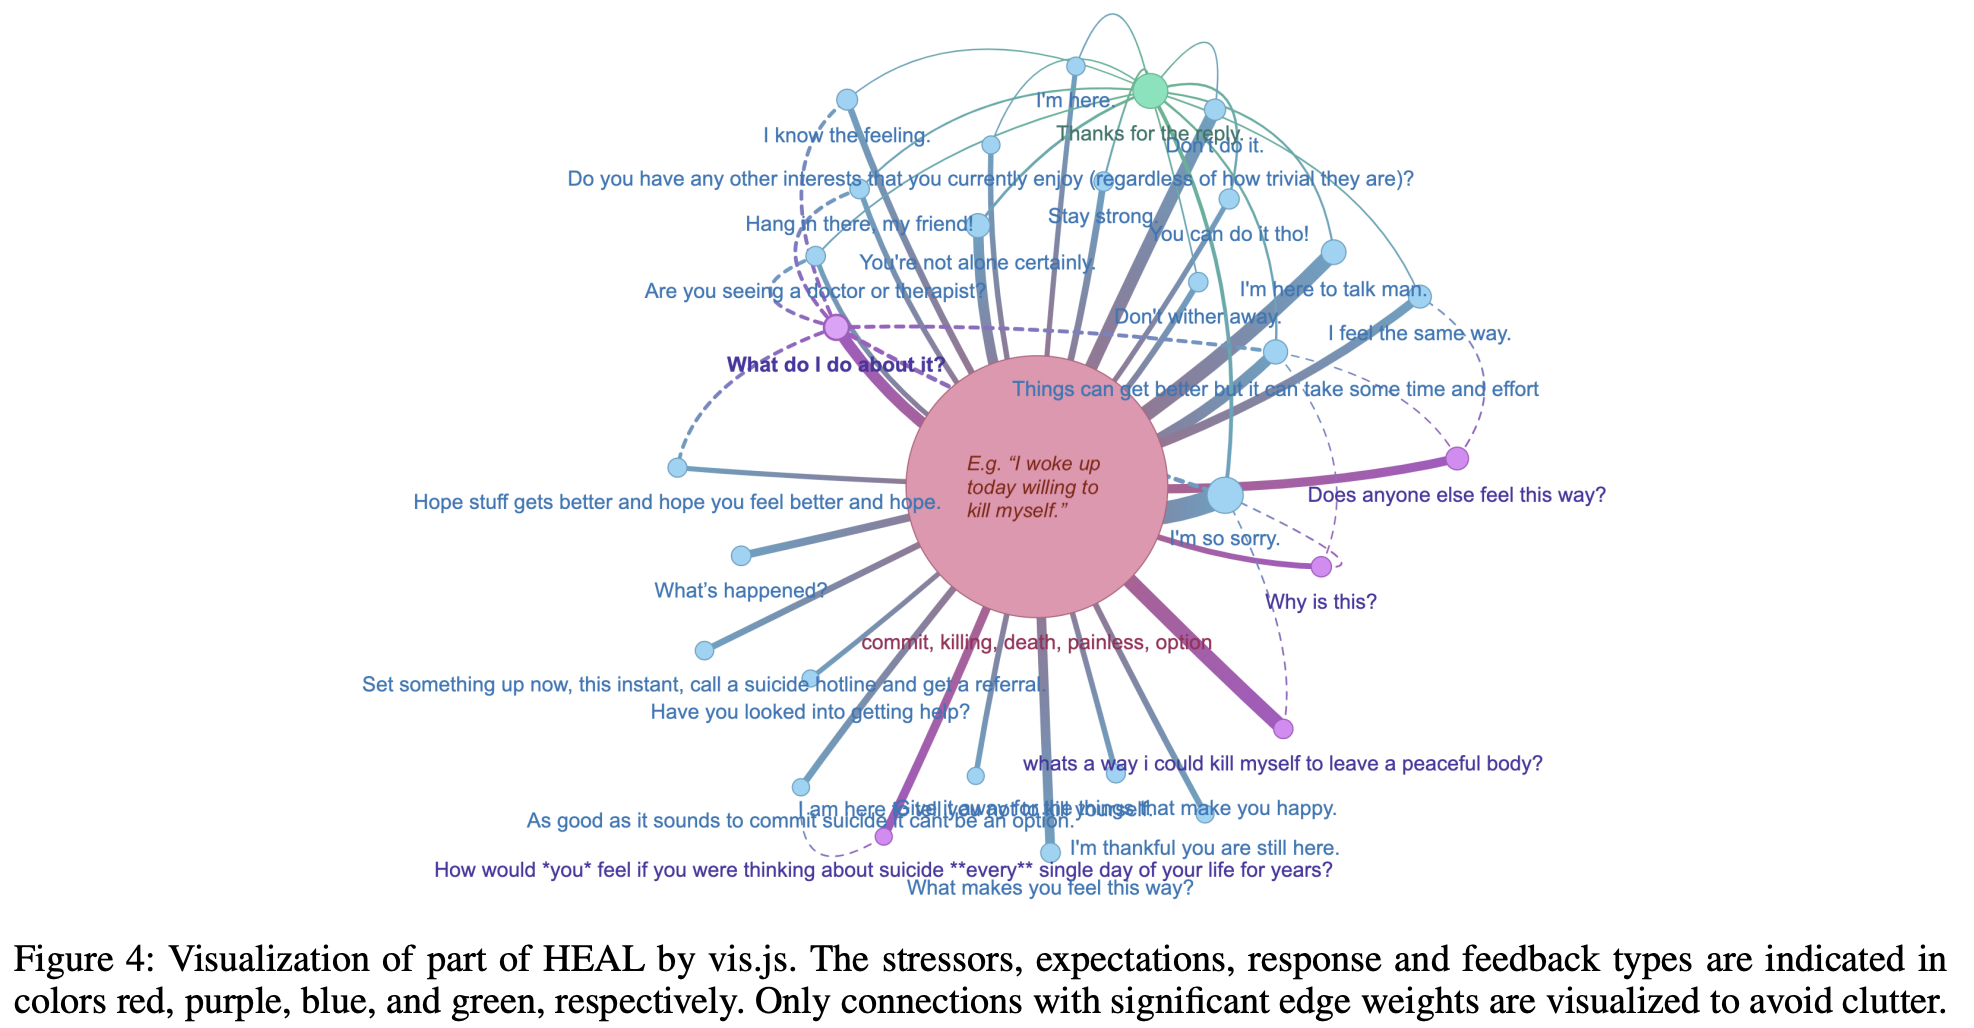 I'm here.
Thanks for the reply.
I know the feeling.
Don't do it.
Do you have any other interests that you currently enjoy (regardless of how trivial they are)?
Stay strong.
Hang in there, my friend!
You can do it tho!
You're not alone certainly.
Are you seeing a doctor or therapist?
I'm here to talk man.
Don't wither away.
I feel the same way.
What do I do about it?
Things can get better but it can take some time and effort
E.g. “I woke up
today willing to
kill myself.”
Does anyone else feel this way?
Hope stuff gets better and hope you feel better and hope.
I'm so sorry.
What’s happened?
Why is this?
commit, killing, death, painless, option
Set something up now, this instant, call a suicide hotline and get a referral.
Have you looked into getting help?
whats a way i could kill myself to leave a peaceful body?
I am here to tell you not to kill yourself.
Give it away for the things that make you happy.
As good as it sounds to commit suicide it cant be an option.
I'm thankful you are still here.
How would *you* feel if you were thinking about suicide **every** single day of your life for years?
What makes you feel this way?
Figure 4: Visualization of part of HEAL by vis.js. The stressors, expectations, response and feedback types are indicated in
colors red, purple, blue, and green, respectively. Only connections with significant edge weights are visualized to avoid clutter.